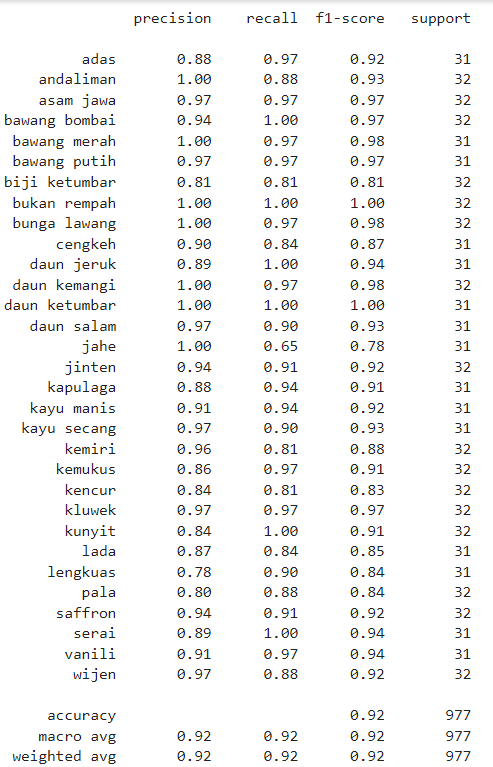 precision recall f1-score support
adas 0.88 0.97 0.92 31
andaliman 1.00 0.88 0.93 32
asam jawa 0.97 0.97 0.97 32
bawang bombai 0.94 1.00 0.97 32
bawang merah 1.00 0.97 0.98 31
bawang putih 0.97 0.97 0.97 31
biji ketumbar 0.81 0.81 0.81 32
bukan rempah 1.00 1.00 1.00 32
bunga lawang 1.00 0.97 0.98 32
cengkeh 0.90 0.84 0.87 31
daun jeruk 0.89 1.00 0.94 31
daun kemangi 1.00 0.97 0.98 32
daun ketumbar 1.00 1.00 1.00 31
daun salam 0.97 0.90 0.93 31
jahe 1.00 0.65 0.78 31
jinten 0.94 0.91 0.92 32
kapulaga 0.88 0.94 0.91 31
kayu manis 0.91 0.94 0.92 31
kayu secang 0.97 0.90 0.93 31
kemiri 0.96 0.81 0.88 32
kemukus 0.86 0.97 0.91 32
kencur 0.84 0.81 0.83 32
kluwek 0.97 0.97 0.97 32
kunyit 0.84 1.00 0.91 32
lada 0.87 0.84 0.85 31
lengkuas 0.78 0.90 0.84 31
pala 0.80 0.88 0.84 32
saffron 0.94 0.91 0.92 32
serai 0.89 1.00 0.94 31
vanili 0.91 0.97 0.94 31
wijen 0.97 0.88 0.92 32
accuracy 0.92 977
macro avg 0.92 0.92 0.92 977
weighted avg 0.92 0.92 0.92 977